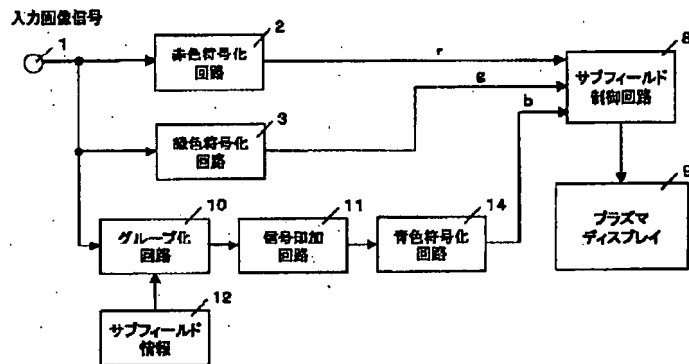 入力画像信号
1
赤色符号化
回路
2
r
緑色符号化
回路
3
g
b
サブフィールド
制御回路
8
グループ化
回路
10
信号印加
回路
11
青色符号化
回路
14
プラズマ
ディスプレイ
9
サブフィールド
情報
12